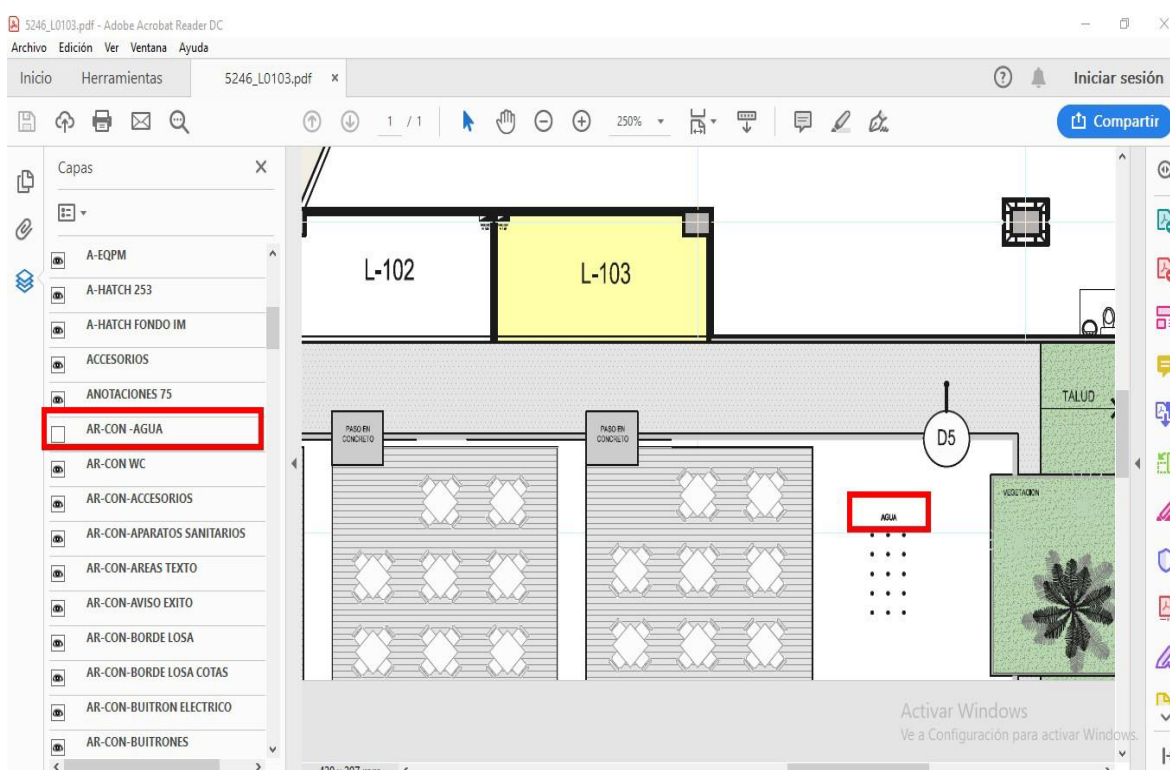 5246_L0103.pdf - Adobe Acrobat Reader DC
Archivo Edición Ver Ventana Ayuda
Inicio Herramientas 5246_L0103.pdf × Iniciar sesión
1 / 1 250% Compartir
Capas
A-EQPM
A-HATCH 253
A-HATCH FONDO IM
ACCESORIOS
ANOTACIONES 75
AR-CON -AGUA
AR-CON WC
AR-CON-ACCESORIOS
AR-CON-APARATOS SANITARIOS
AR-CON-AREAS TEXTO
AR-CON-AVISO EXITO
AR-CON-BORDE LOSA
AR-CON-BORDE LOSA COTAS
AR-CON-BUITRON ELECTRICO
AR-CON-BUITRONES
L-102
L-103
TALUD
PASO EN
CONCRETO
PASO EN
CONCRETO
D5
VEGETACION
AGUA
Activar Windows
Ve a Configuración para activar Windows.